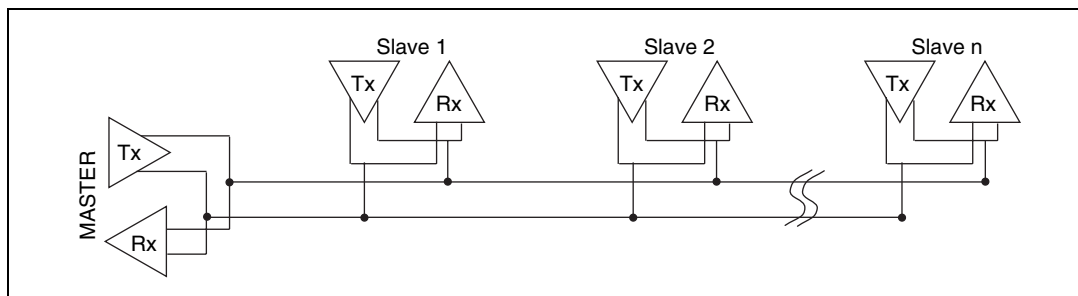 Slave 1
Slave 2
Slave n
Tx
Rx
Tx
Rx
Tx
Rx
MASTER
Tx
Rx